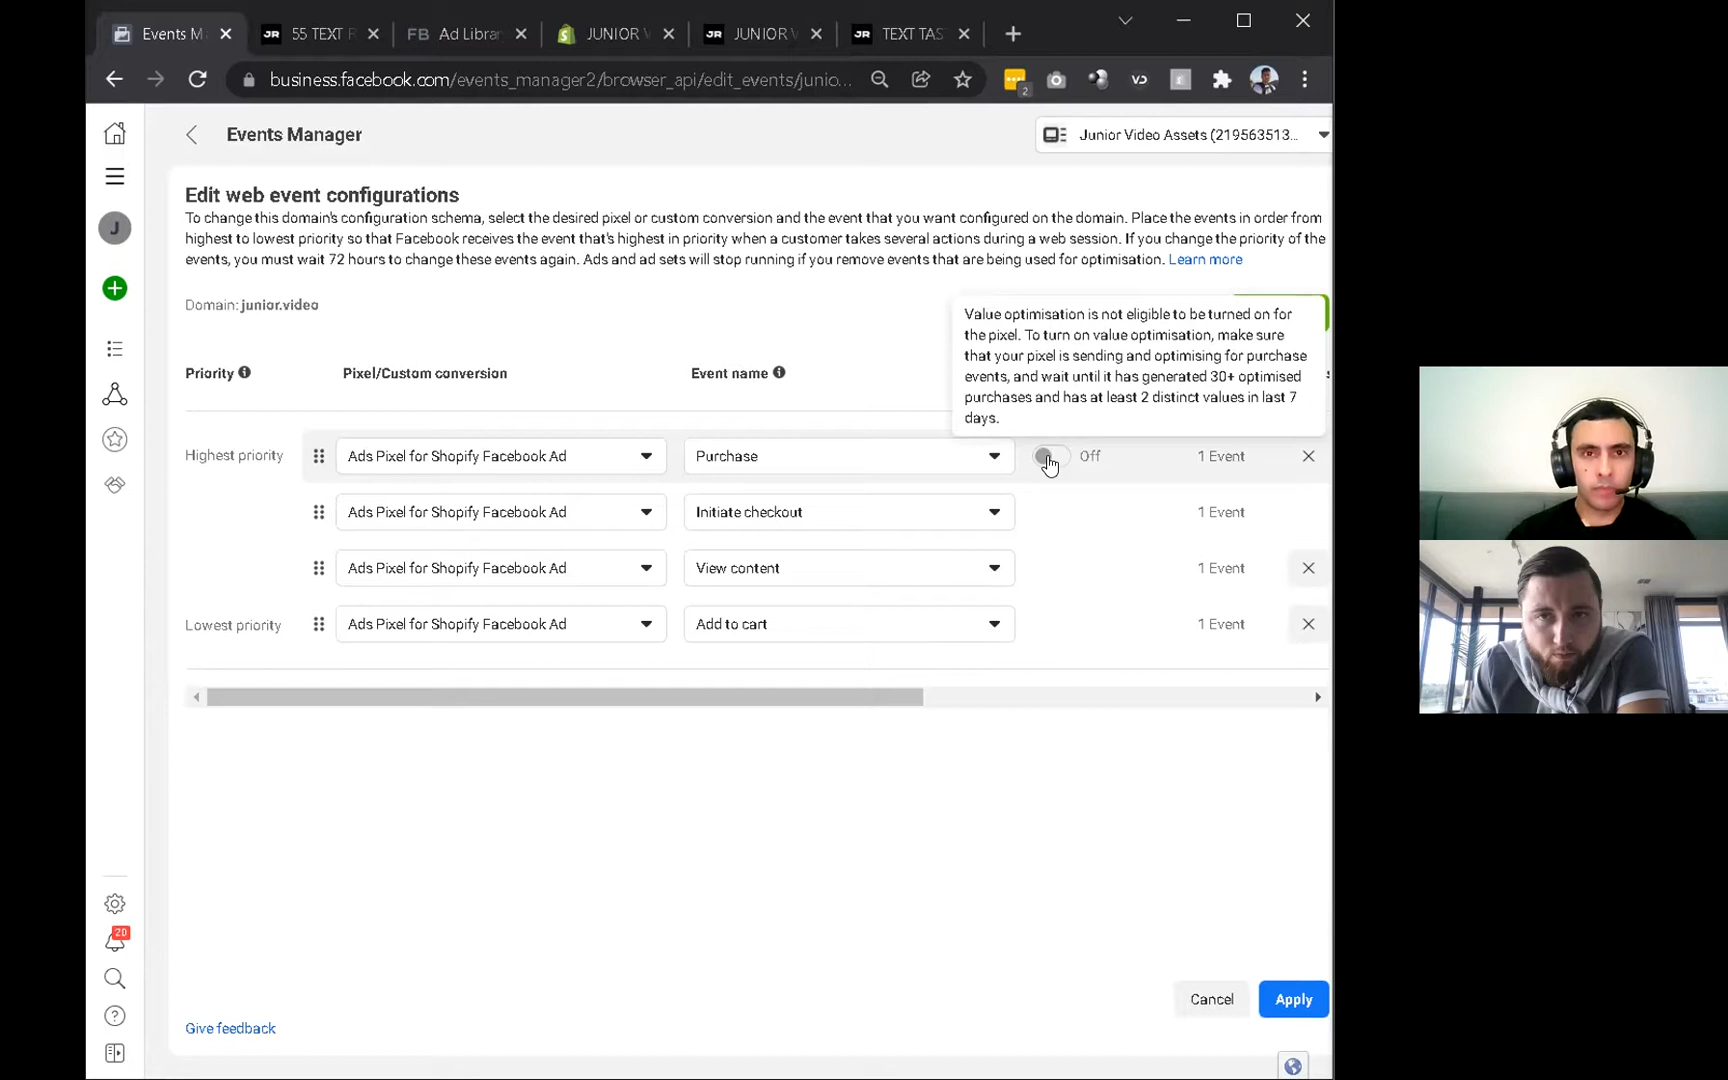 Events M
55 TEXT R
FB Ad Librar
JUNIOR V
JR JUNIOR V
JR TEXT TAS
business.facebook.com/events_manager2/browser_api/edit_events/junio...
2
Events Manager
Junior Video Assets (219563513...
J
Edit web event configurations
To change this domain's configuration schema, select the desired pixel or custom conversion and the event that you want configured on the domain. Place the events in order from
highest to lowest priority so that Facebook receives the event that's highest in priority when a customer takes several actions during a web session. If you change the priority of the
events, you must wait 72 hours to change these events again. Ads and ad sets will stop running if you remove events that are being used for optimisation. Learn more
Domain: junior.video
Value optimisation is not eligible to be turned on for
the pixel. To turn on value optimisation, make sure
that your pixel is sending and optimising for purchase
events, and wait until it has generated 30+ optimised
purchases and has at least 2 distinct values in last 7
days.
Priority Pixel/Custom conversion Event name
Highest priority Ads Pixel for Shopify Facebook Ad Purchase Off 1 Event
Ads Pixel for Shopify Facebook Ad Initiate checkout 1 Event
Ads Pixel for Shopify Facebook Ad View content 1 Event
Lowest priority Ads Pixel for Shopify Facebook Ad Add to cart 1 Event
20
Cancel Apply
Give feedback